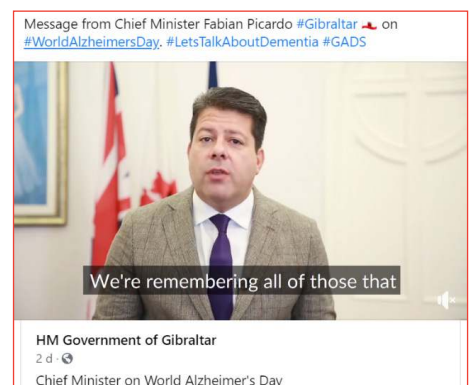 Message from Chief Minister Fabian Picardo #Gibraltar on
#WorldAlzheimersDay. #LetsTalkAboutDementia #GADS
We're remembering all of those that
HM Government of Gibraltar
2 d ·
Chief Minister on World Alzheimer's Day